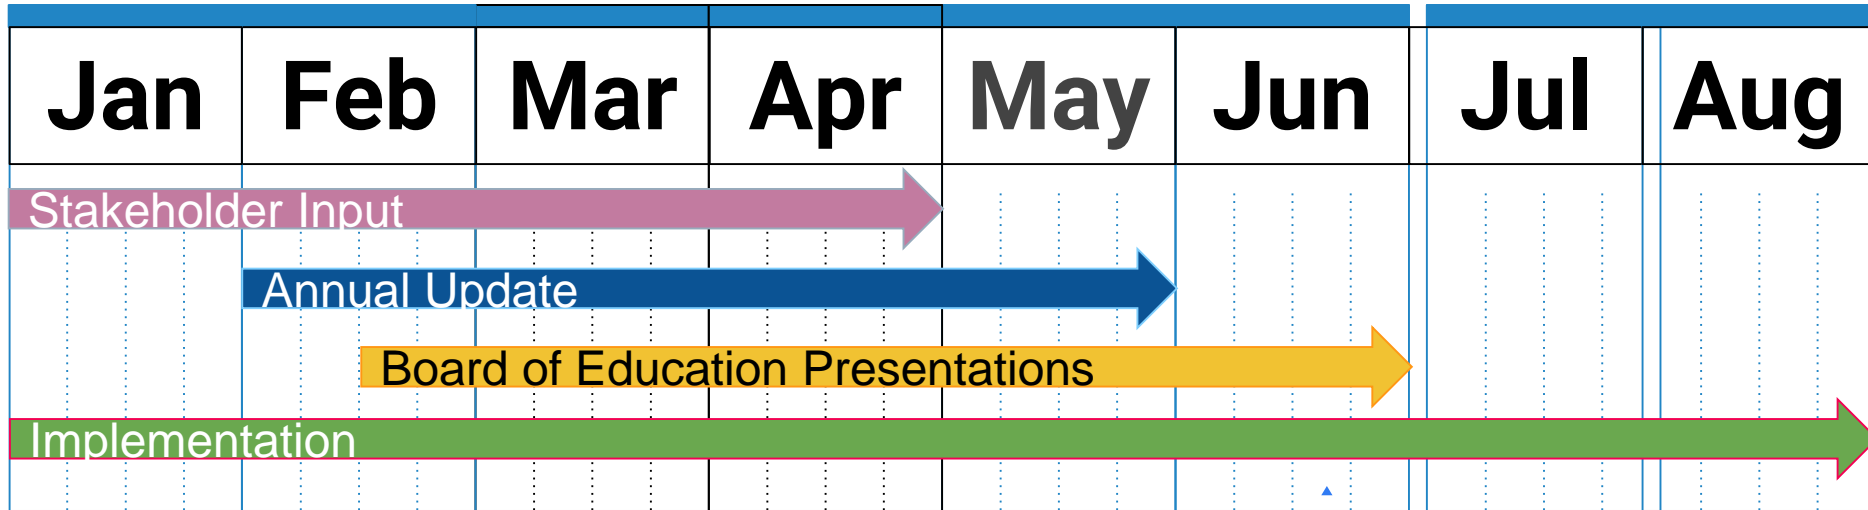 Jan Feb Mar Apr May Jun Jul Aug
Stakeholder Input
Annual Update
Board of Education Presentations
Implementation